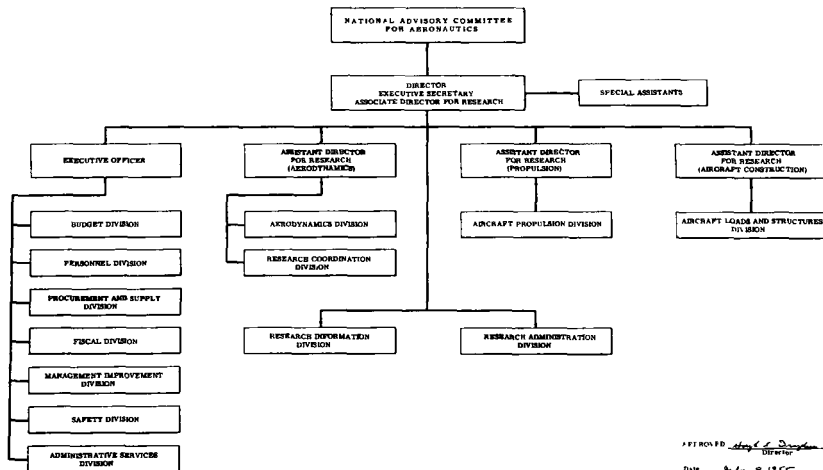 NATIONAL ADVISORY COMMITTEE
FOR AERONAUTICS
DIRECTOR
EXECUTIVE SECRETARY
ASSOCIATE DIRECTOR FOR RESEARCH
SPECIAL ASSISTANTS
EXECUTIVE OFFICER
ASSISTANT DIRECTOR
FOR RESEARCH
(AERODYNAMICS)
ASSISTANT DIRECTOR
FOR RESEARCH
(PROPULSION)
ASSISTANT DIRECTOR
FOR RESEARCH
(AIRCRAFT CONSTRUCTION)
BUDGET DIVISION
PERSONNEL DIVISION
PROCUREMENT AND SUPPLY
DIVISION
FISCAL DIVISION
MANAGEMENT IMPROVEMENT
DIVISION
SAFETY DIVISION
ADMINISTRATIVE SERVICES
DIVISION
AERODYNAMICS DIVISION
RESEARCH COORDINATION
DIVISION
AIRCRAFT PROPULSION DIVISION
AIRCRAFT LOADS AND STRUCTURES
DIVISION
RESEARCH INFORMATION
DIVISION
RESEARCH ADMINISTRATION
DIVISION
APPROVED
Director
Date 1955